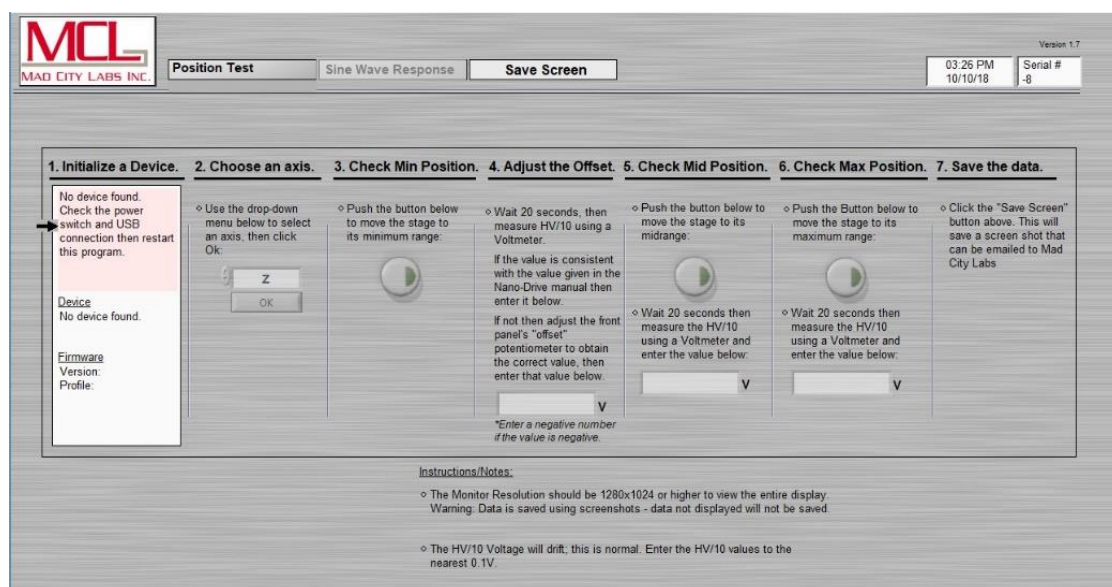 MCL
MAD CITY LABS INC.
Position Test
Sine Wave Response
Save Screen
Version 1.7
03:26 PM
10/10/18
Serial #
-8
1. Initialize a Device.
No device found.
Check the power
switch and USB
connection then restart
this program.
Device
No device found.
Firmware
Version:
Profile:
2. Choose an axis.
Use the drop-down
menu below to select
an axis, then click
Ok:
Z
OK
3. Check Min Position.
Push the button below
to move the stage to
its minimum range:
4. Adjust the Offset.
Wait 20 seconds, then
measure HV/10 using a
Voltmeter.
If the value is consistent
with the value given in the
Nano-Drive manual then
enter it below.
If not then adjust the front
panel's "offset"
potentiometer to obtain
the correct value, then
enter that value below.
V
*Enter a negative number
if the value is negative.
5. Check Mid Position.
Push the button below to
move the stage to its
midrange:
Wait 20 seconds then
measure the HV/10
using a Voltmeter and
enter the value below:
V
6. Check Max Position.
Push the Button below to
move the stage to its
maximum range:
Wait 20 seconds then
measure the HV/10
using a Voltmeter and
enter the value below:
V
7. Save the data.
Click the "Save Screen"
button above. This will
save a screen shot that
can be emailed to Mad
City Labs
Instructions/Notes:
The Monitor Resolution should be 1280x1024 or higher to view the entire display.
Warning: Data is saved using screenshots - data not displayed will not be saved.
The HV/10 Voltage will drift; this is normal. Enter the HV/10 values to the
nearest 0.1V.